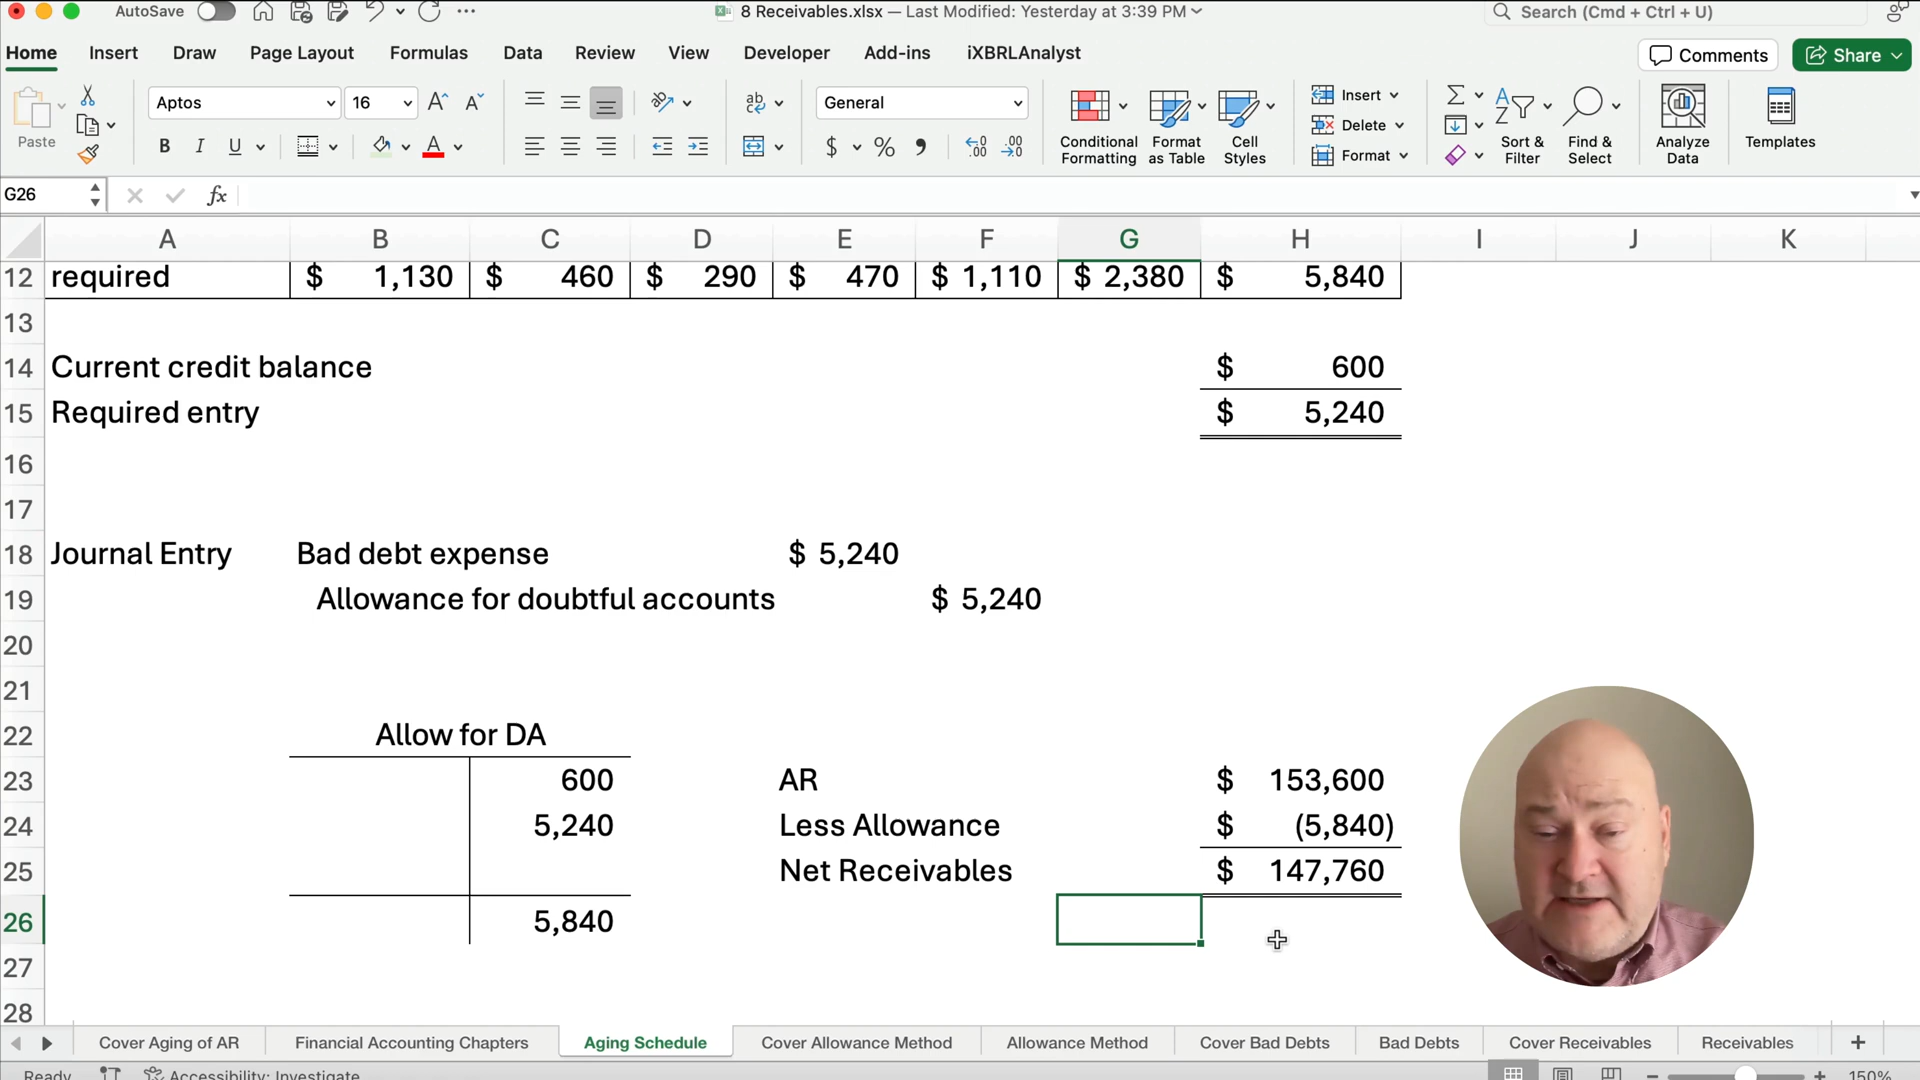 AutoSave
8 Receivables.xlsx — Last Modified: Yesterday at 3:39 PM
Search (Cmd + Ctrl + U)
Home Insert Draw Page Layout Formulas Data Review View Developer Add-ins iXBRLAnalyst
Comments
Share
Paste
Aptos
16
B I U
General
$ %
Conditional Formatting
Format as Table
Cell Styles
Insert
Delete
Format
Sort & Filter
Find & Select
Analyze Data
Templates
G26
fx
A B C D E F G H I J K
12 required $ 1,130 $ 460 $ 290 $ 470 $ 1,110 $ 2,380 $ 5,840
13
14 Current credit balance $ 600
15 Required entry $ 5,240
16
17
18 Journal Entry Bad debt expense $ 5,240
19 Allowance for doubtful accounts $ 5,240
20
21
22 Allow for DA
23 600 AR $ 153,600
24 5,240 Less Allowance $ (5,840)
25 Net Receivables $ 147,760
26 5,840
27
28
Cover Aging of AR Financial Accounting Chapters Aging Schedule Cover Allowance Method Allowance Method Cover Bad Debts Bad Debts Cover Receivables Receivables +
Ready Accessibility: Investigate 150%